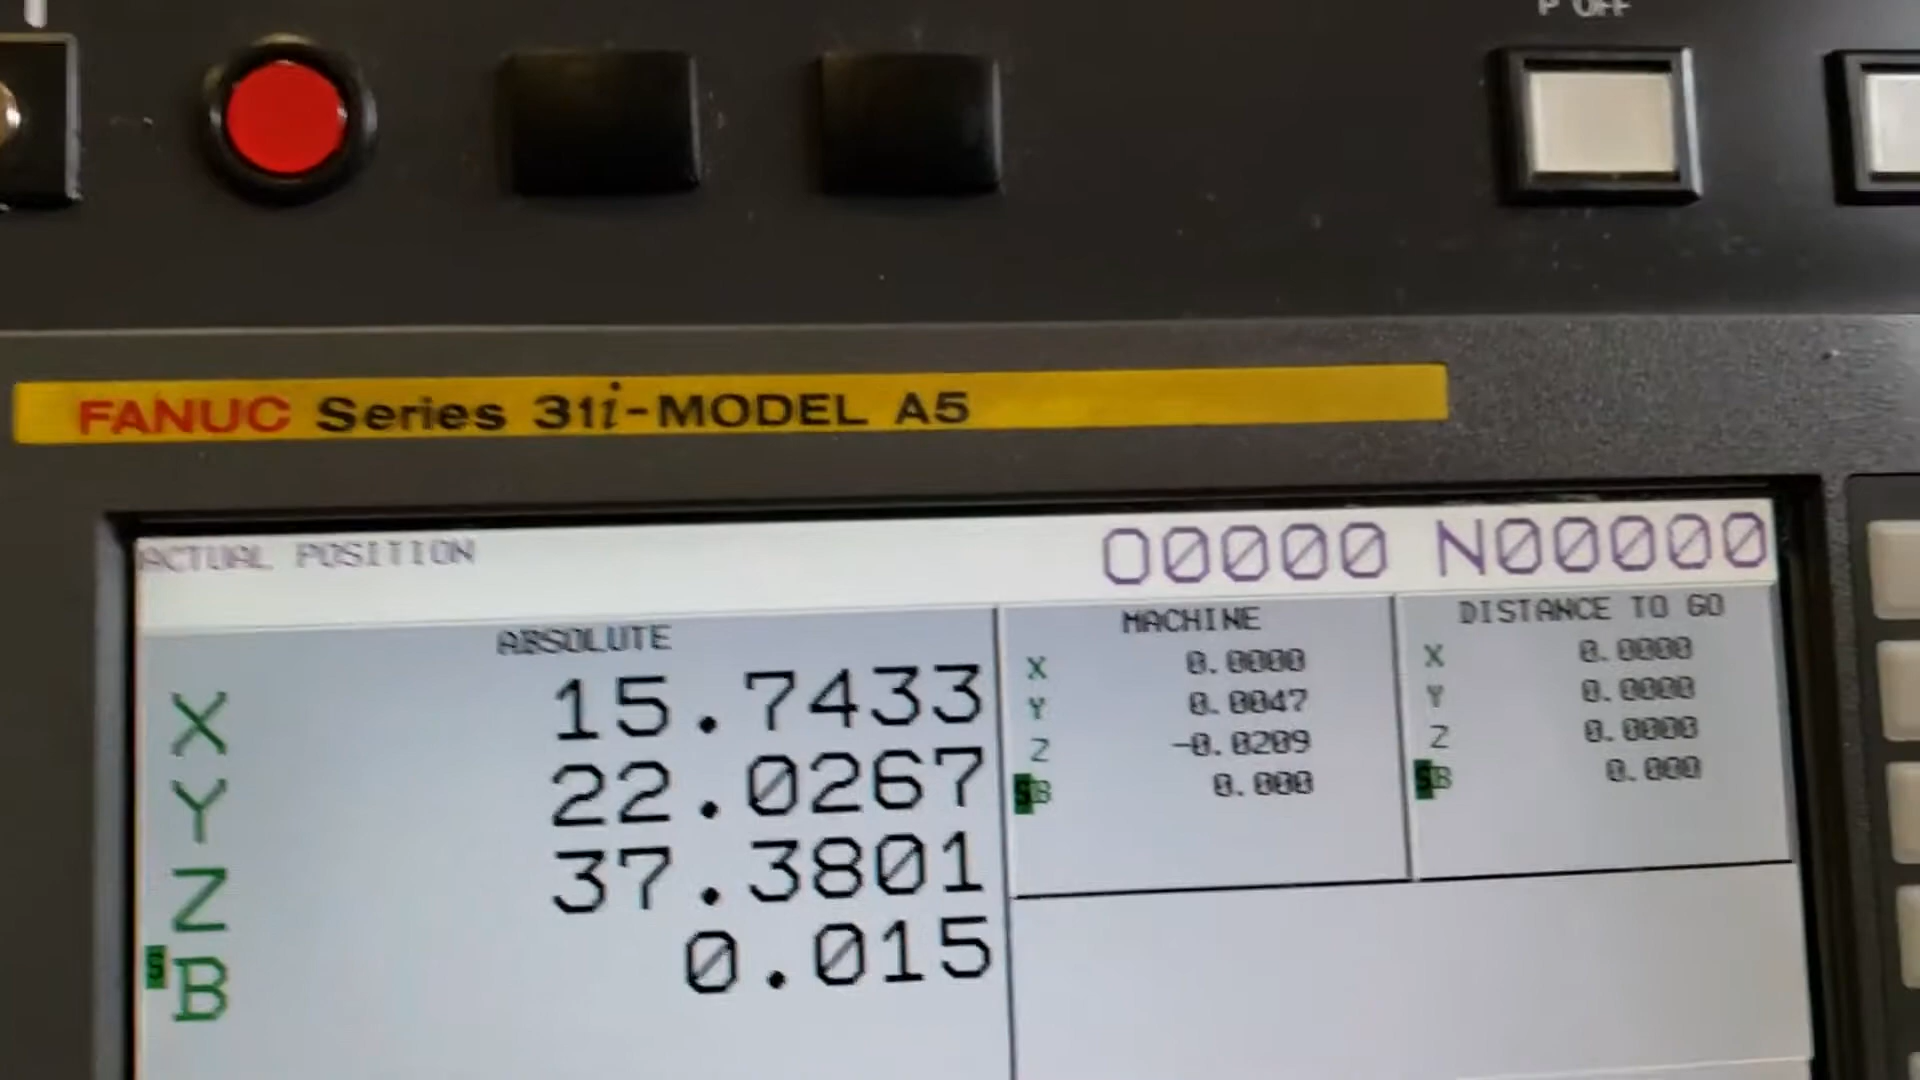 P OFF
FANUC Series 31i-MODEL A5
ACTUAL POSITION O0000 N00000
ABSOLUTE
X 15.7433
Y 22.0267
Z 37.3801
S B 0.015
MACHINE
X 0.0000
Y 0.0047
Z -0.0209
S B 0.000
DISTANCE TO GO
X 0.0000
Y 0.0000
Z 0.0000
S B 0.000